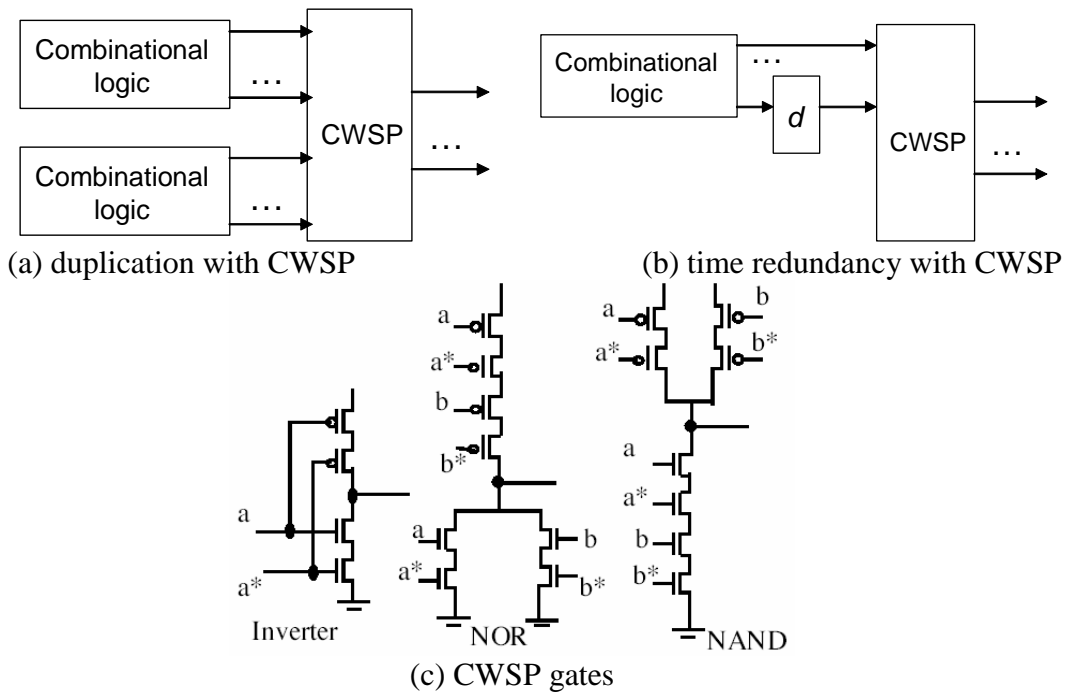 Combinational
logic
...
CWSP
...
Combinational
logic
...
(a) duplication with CWSP
Combinational
logic
...
d
CWSP
...
(b) time redundancy with CWSP
a
a*
Inverter
a
a*
b
b*
a
a*
b
b*
NOR
a
a*
b
b*
a
a*
b
b*
NAND
(c) CWSP gates